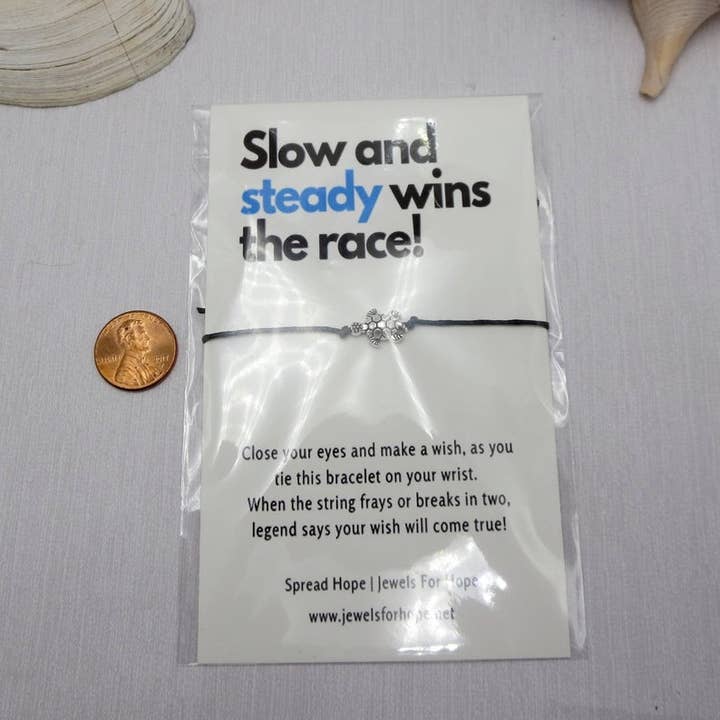 Slow and
steady wins
the race!
Close your eyes and make a wish, as you
tie this bracelet on your wrist.
When the string frays or breaks in two,
legend says your wish will come true!
Spread Hope | Jewels For Hope
www.jewelsforhope.net